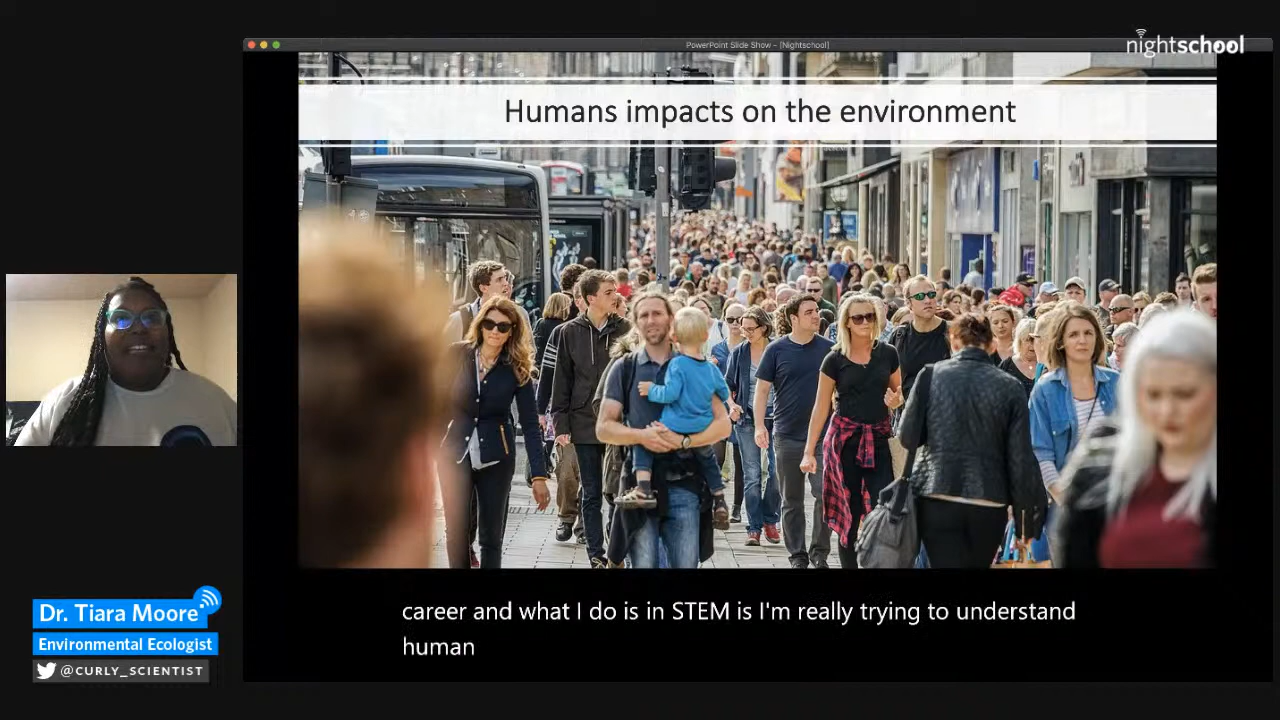 PowerPoint Slide Show - [Nightschool]
nightschool
Humans impacts on the environment
Dr. Tiara Moore
Environmental Ecologist
@CURLY_SCIENTIST
career and what I do is in STEM is I'm really trying to understand
human